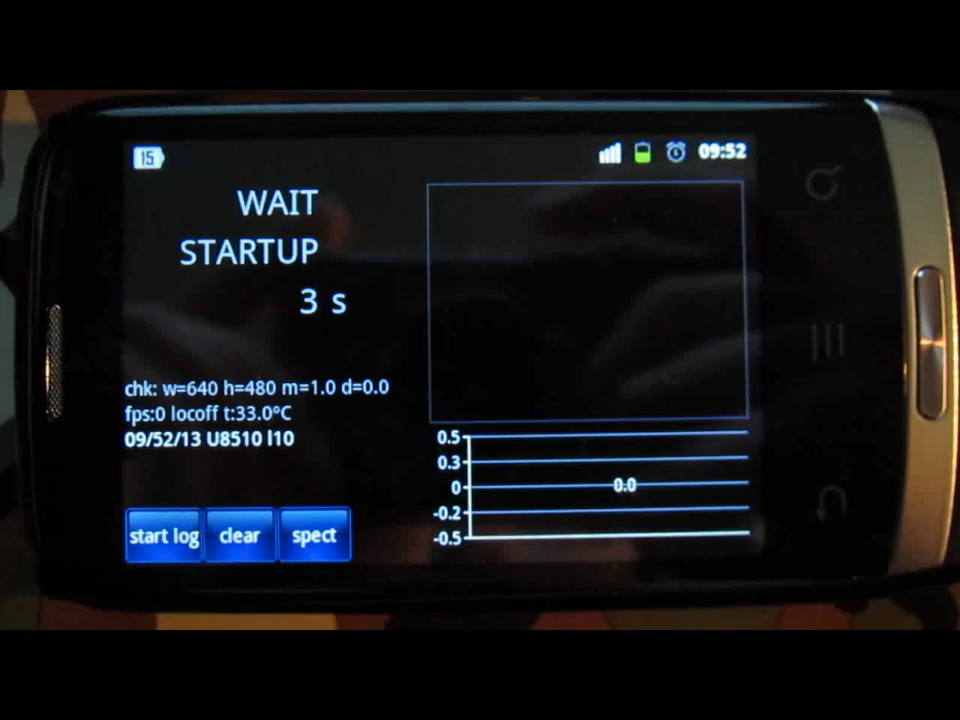 15
09:52
WAIT
STARTUP
3 s
chk: w=640 h=480 m=1.0 d=0.0
fps:0 locoff t:33.0ºC
09/52/13 U8510 l10
start log
clear
spect
0.5
0.3
0
-0.2
-0.5
0.0